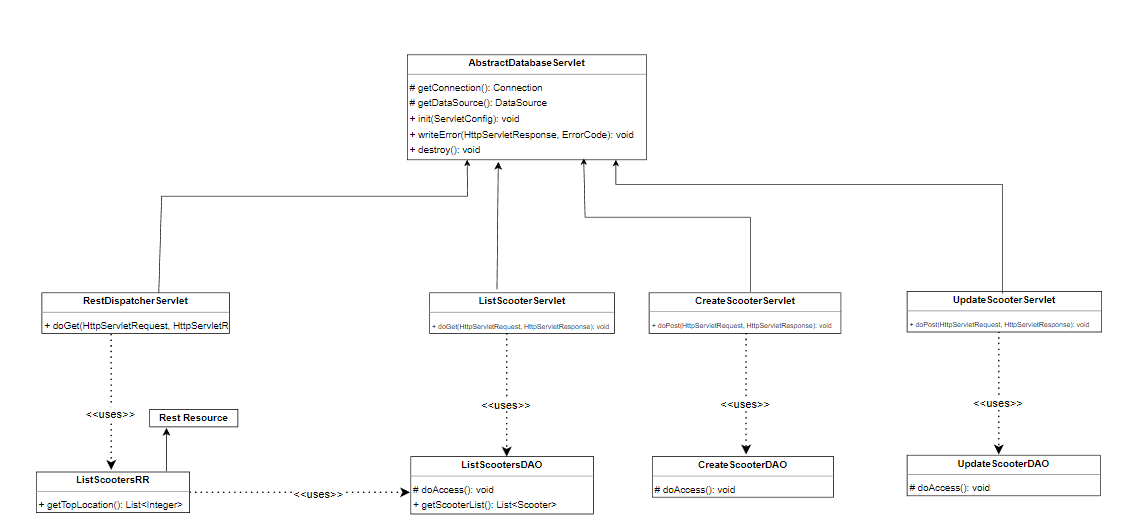 AbstractDatabaseServlet
# getConnection(): Connection
# getDataSource(): DataSource
+ init(ServletConfig): void
+ writeError(HttpServletResponse, ErrorCode): void
+ destroy(): void
RestDispatcherServlet
+ doGet(HttpServletRequest, HttpServletR
ListScooterServlet
+ doGet(HttpServletRequest, HttpServletResponse): void
CreateScooterServlet
+ doPost(HttpServletRequest, HttpServletResponse): void
UpdateScooterServlet
+ doPost(HttpServletRequest, HttpServletResponse): void
<<uses>>
<<uses>>
<<uses>>
<<uses>>
Rest Resource
ListScootersRR
+ getTopLocation(): List<Integer>
<<uses>>
ListScootersDAO
# doAccess(): void
+ getScooterList(): List<Scooter>
CreateScooterDAO
# doAccess(): void
UpdateScooterDAO
# doAccess(): void